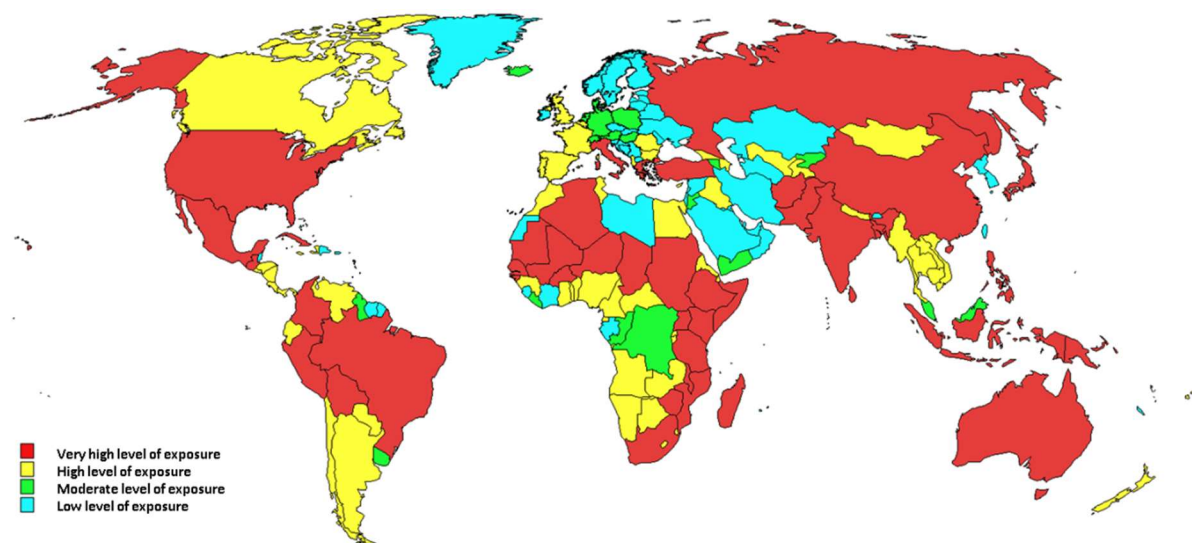 Very high level of exposure
High level of exposure
Moderate level of exposure
Low level of exposure